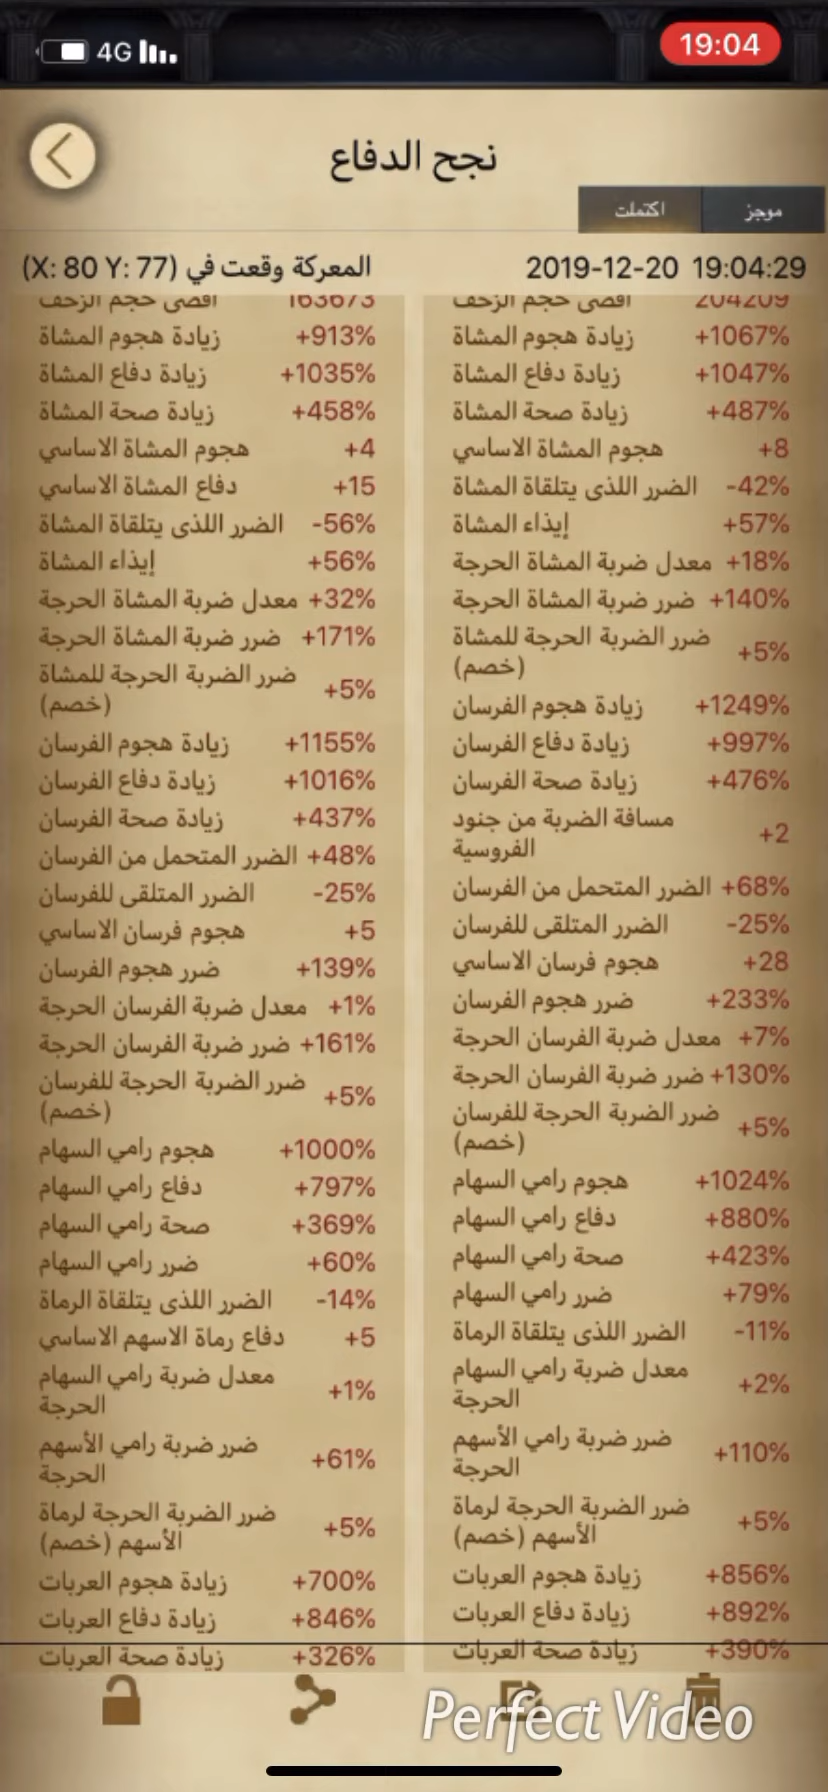 4G
19:04
نجح الدفاع
موجز
اكتملت
2019-12-20 19:04:29
المعركة وقعت في (X: 80 Y: 77)
اقصى حجم الزحف 204209
زيادة هجوم المشاة +1067%
زيادة دفاع المشاة +1047%
زيادة صحة المشاة +487%
هجوم المشاة الاساسي +8
الضرر اللذى يتلقاة المشاة -42%
إيذاء المشاة +57%
معدل ضربة المشاة الحرجة +18%
ضرر ضربة المشاة الحرجة +140%
ضرر الضربة الحرجة للمشاة
(خصم) +5%
زيادة هجوم الفرسان +1249%
زيادة دفاع الفرسان +997%
زيادة صحة الفرسان +476%
مسافة الضربة من جنود
الفروسية +2
الضرر المتحمل من الفرسان +68%
الضرر المتلقى للفرسان -25%
هجوم فرسان الاساسي +28
ضرر هجوم الفرسان +233%
معدل ضربة الفرسان الحرجة +7%
ضرر ضربة الفرسان الحرجة +130%
ضرر الضربة الحرجة للفرسان
(خصم) +5%
هجوم رامي السهام +1024%
دفاع رامي السهام +880%
صحة رامي السهام +423%
ضرر رامي السهام +79%
الضرر اللذى يتلقاة الرماة -11%
معدل ضربة رامي السهام
الحرجة +2%
ضرر ضربة رامي الأسهم
الحرجة +110%
ضرر الضربة الحرجة لرماة
الأسهم (خصم) +5%
زيادة هجوم العربات +856%
زيادة دفاع العربات +892%
زيادة صحة العربات +390%
اقصى حجم الزحف 163673
زيادة هجوم المشاة +913%
زيادة دفاع المشاة +1035%
زيادة صحة المشاة +458%
هجوم المشاة الاساسي +4
دفاع المشاة الاساسي +15
الضرر اللذى يتلقاة المشاة -56%
إيذاء المشاة +56%
معدل ضربة المشاة الحرجة +32%
ضرر ضربة المشاة الحرجة +171%
ضرر الضربة الحرجة للمشاة
(خصم) +5%
زيادة هجوم الفرسان +1155%
زيادة دفاع الفرسان +1016%
زيادة صحة الفرسان +437%
الضرر المتحمل من الفرسان +48%
الضرر المتلقى للفرسان -25%
هجوم فرسان الاساسي +5
ضرر هجوم الفرسان +139%
معدل ضربة الفرسان الحرجة +1%
ضرر ضربة الفرسان الحرجة +161%
ضرر الضربة الحرجة للفرسان
(خصم) +5%
هجوم رامي السهام +1000%
دفاع رامي السهام +797%
صحة رامي السهام +369%
ضرر رامي السهام +60%
الضرر اللذى يتلقاة الرماة -14%
دفاع رماة الاسهم الاساسي +5
معدل ضربة رامي السهام
الحرجة +1%
ضرر ضربة رامي الأسهم
الحرجة +61%
ضرر الضربة الحرجة لرماة
الأسهم (خصم) +5%
زيادة هجوم العربات +700%
زيادة دفاع العربات +846%
زيادة صحة العربات +326%
Perfect Video